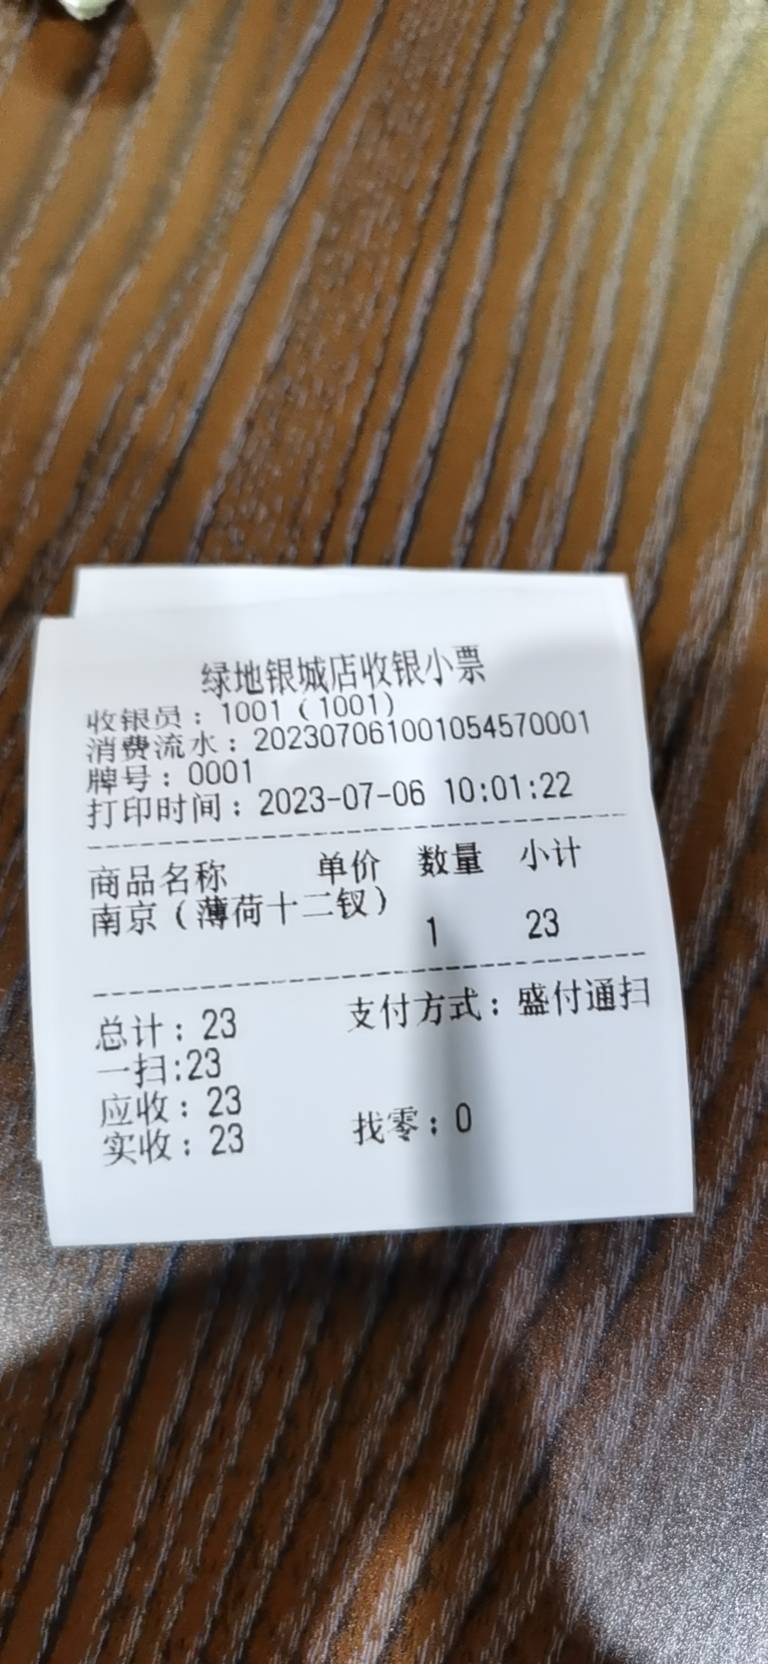 绿地银城店收银小票
收银员：1001（1001）
消费流水：202307061001054570001
牌号：0001
打印时间：2023-07-06 10:01:22
商品名称 单价 数量 小计
南京（薄荷十二钗）
1 23
总计：23 支付方式：盛付通扫
一扫:23
应收：23
实收：23 找零：0